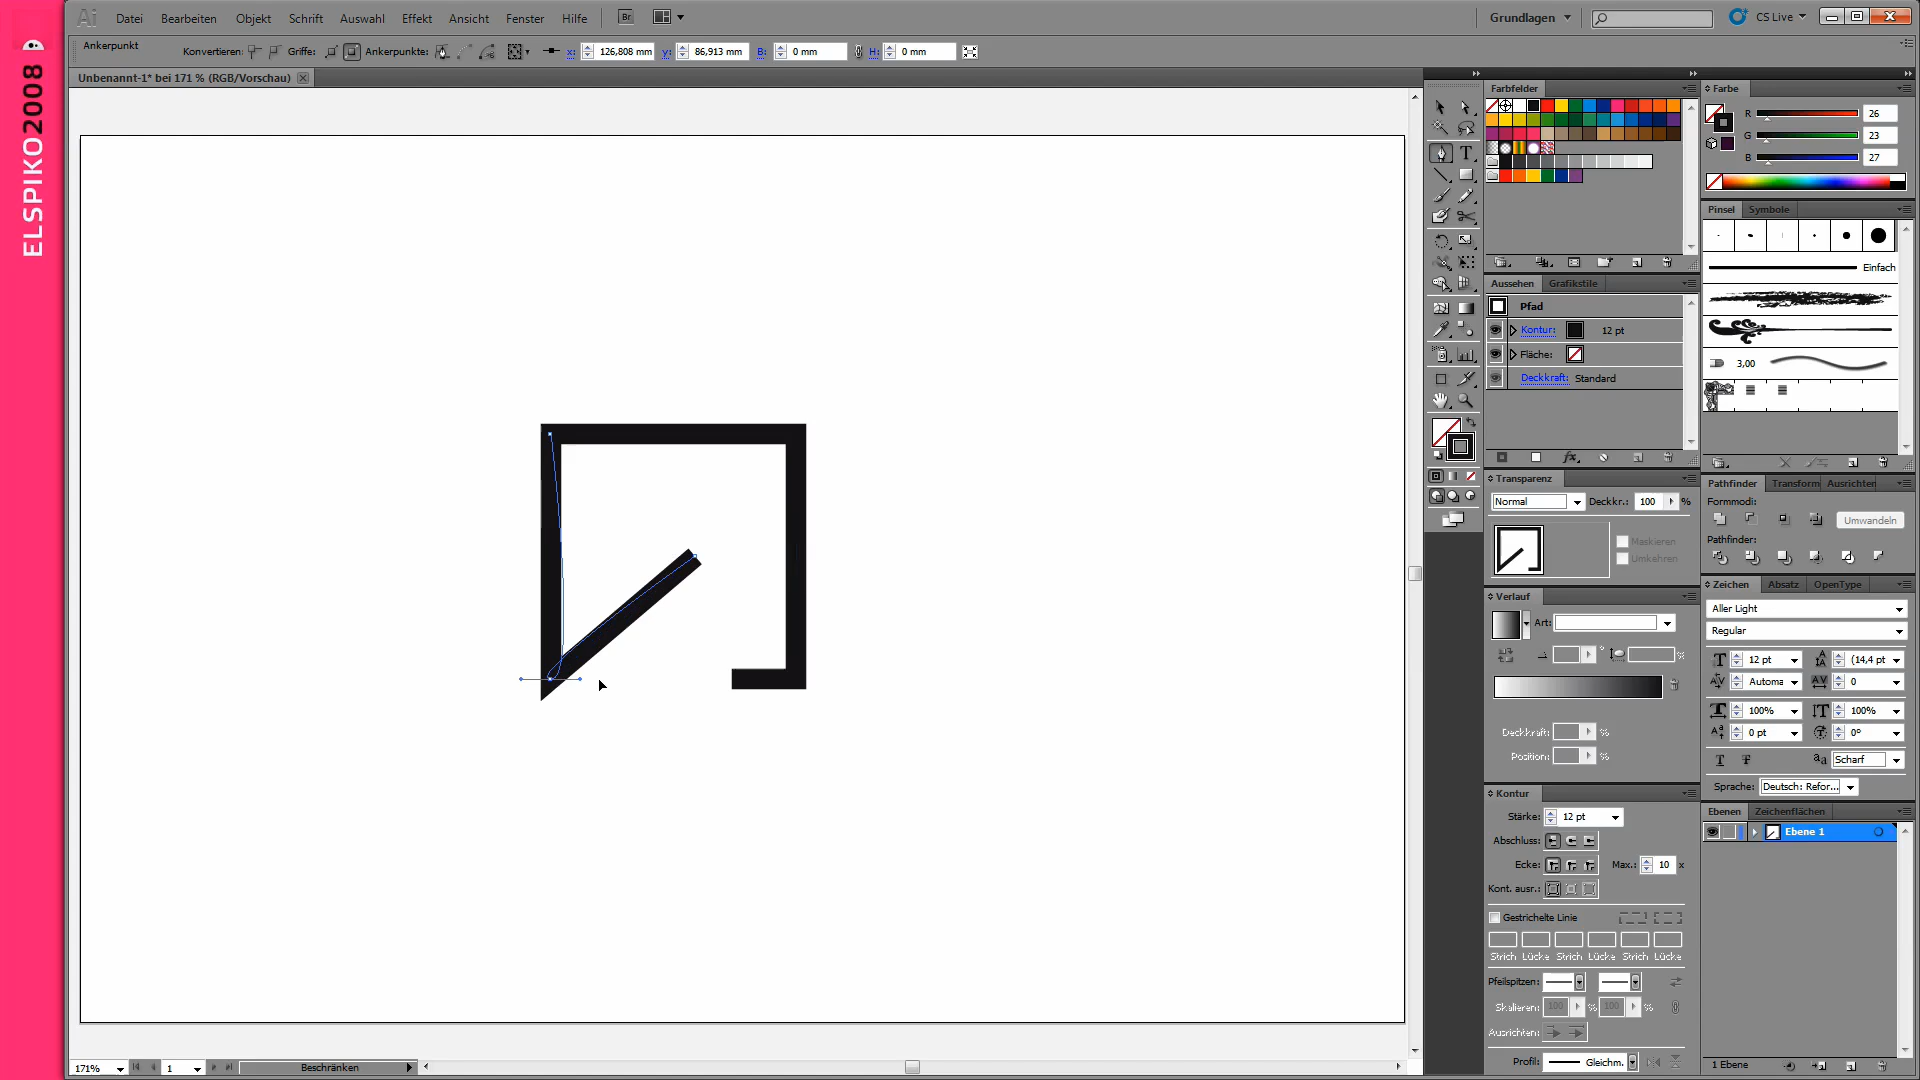 ELSPIKO2008
Ai Datei Bearbeiten Objekt Schrift Auswahl Effekt Ansicht Fenster Hilfe Br Grundlagen CS Live
Ankerpunkt Konvertieren: Griffe: Ankerpunkte: x: 126,808 mm y: 86,913 mm B: 0 mm H: 0 mm
Unbenannt-1* bei 171 % (RGB/Vorschau)
Farbfelder
Aussehen Grafikstile
Pfad
Kontur: 12 pt
Fläche:
Deckkraft: Standard
Transparenz
Normal Deckkr.: 100 %
Maskieren
Umkehren
Verlauf
Art:
° %
Deckkraft: %
Position: %
Kontur
Stärke: 12 pt
Abschluss:
Ecke: Max.: 10 x
Kont. ausr.:
Gestrichelte Linie
Strich Lücke Strich Lücke Strich Lücke
Pfeilspitzen:
Skalieren: 100 % 100 %
Ausrichten:
Profil: Gleichm.
Farbe
R 26
G 23
B 27
Pinsel Symbole
Einfach
3,00
Pathfinder Transform Ausrichten
Formmodi:
Umwandeln
Pathfinder:
Zeichen Absatz OpenType
Aller Light
Regular
12 pt (14,4 pt
Automa 0
100% 100%
0 pt 0°
T T aa Scharf
Sprache: Deutsch: Refor...
Ebenen Zeichenflächen
Ebene 1
1 Ebene
171% 1 Beschränken